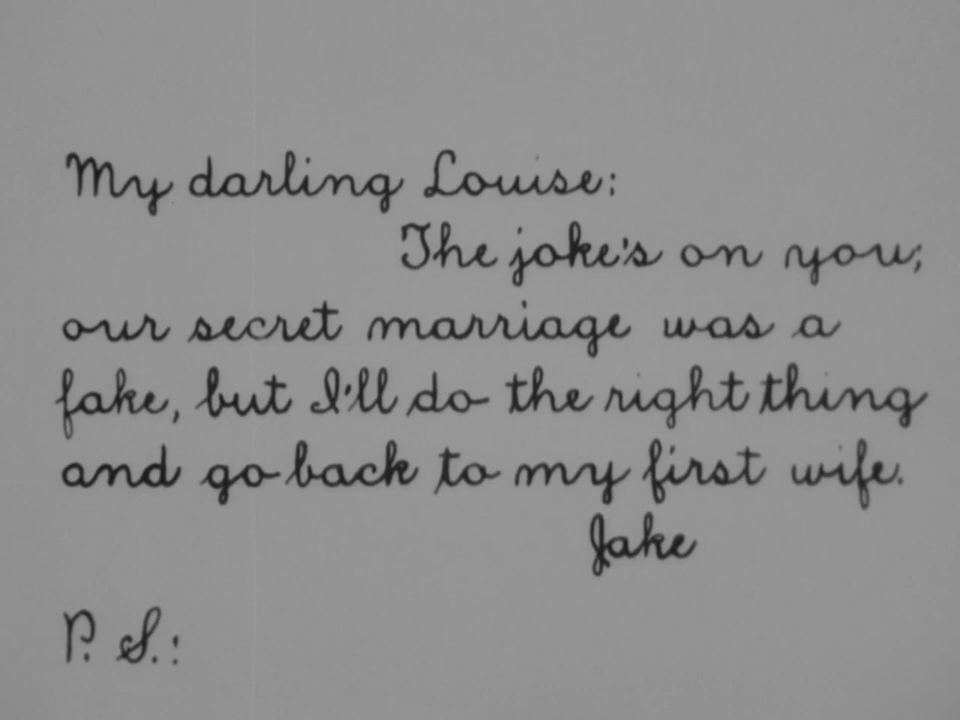 My darling Louise:
The joke's on you;
our secret marriage was a
fake, but I'll do the right thing
and go back to my first wife.
Jake
P. S.: